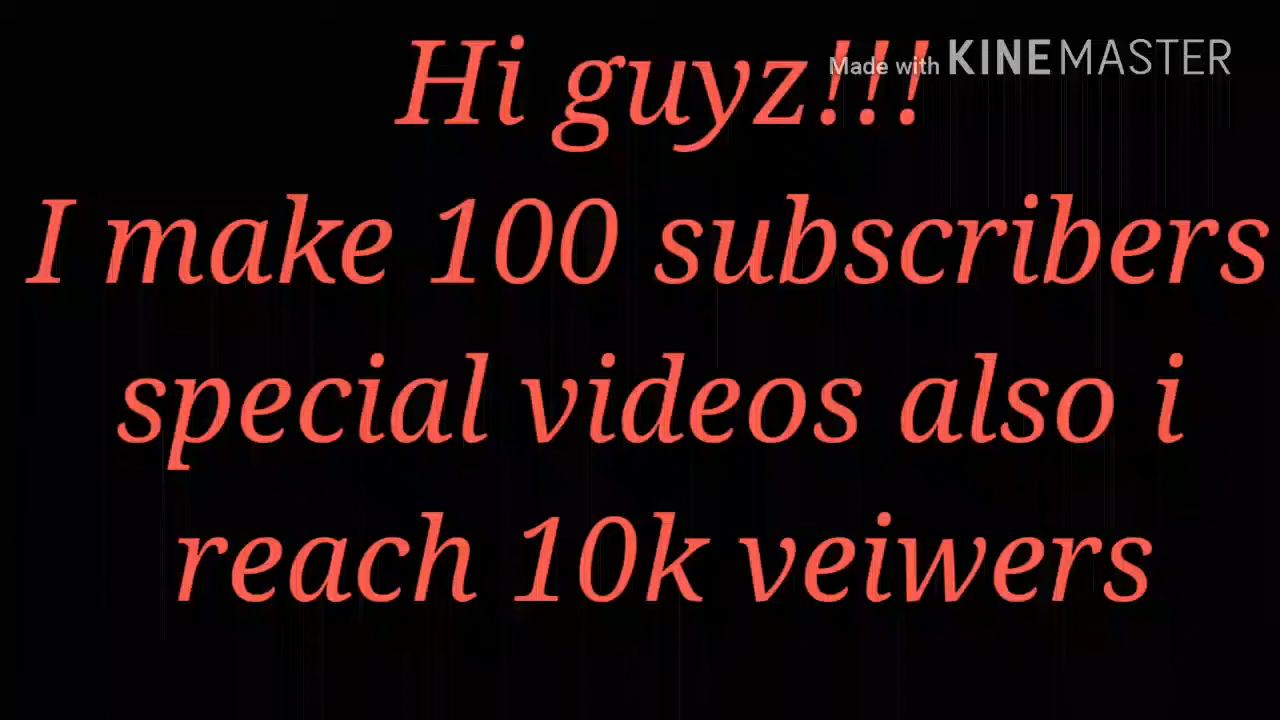 Hi guyz!!!
Made with KINEMASTER
I make 100 subscribers
special videos also i
reach 10k veiwers